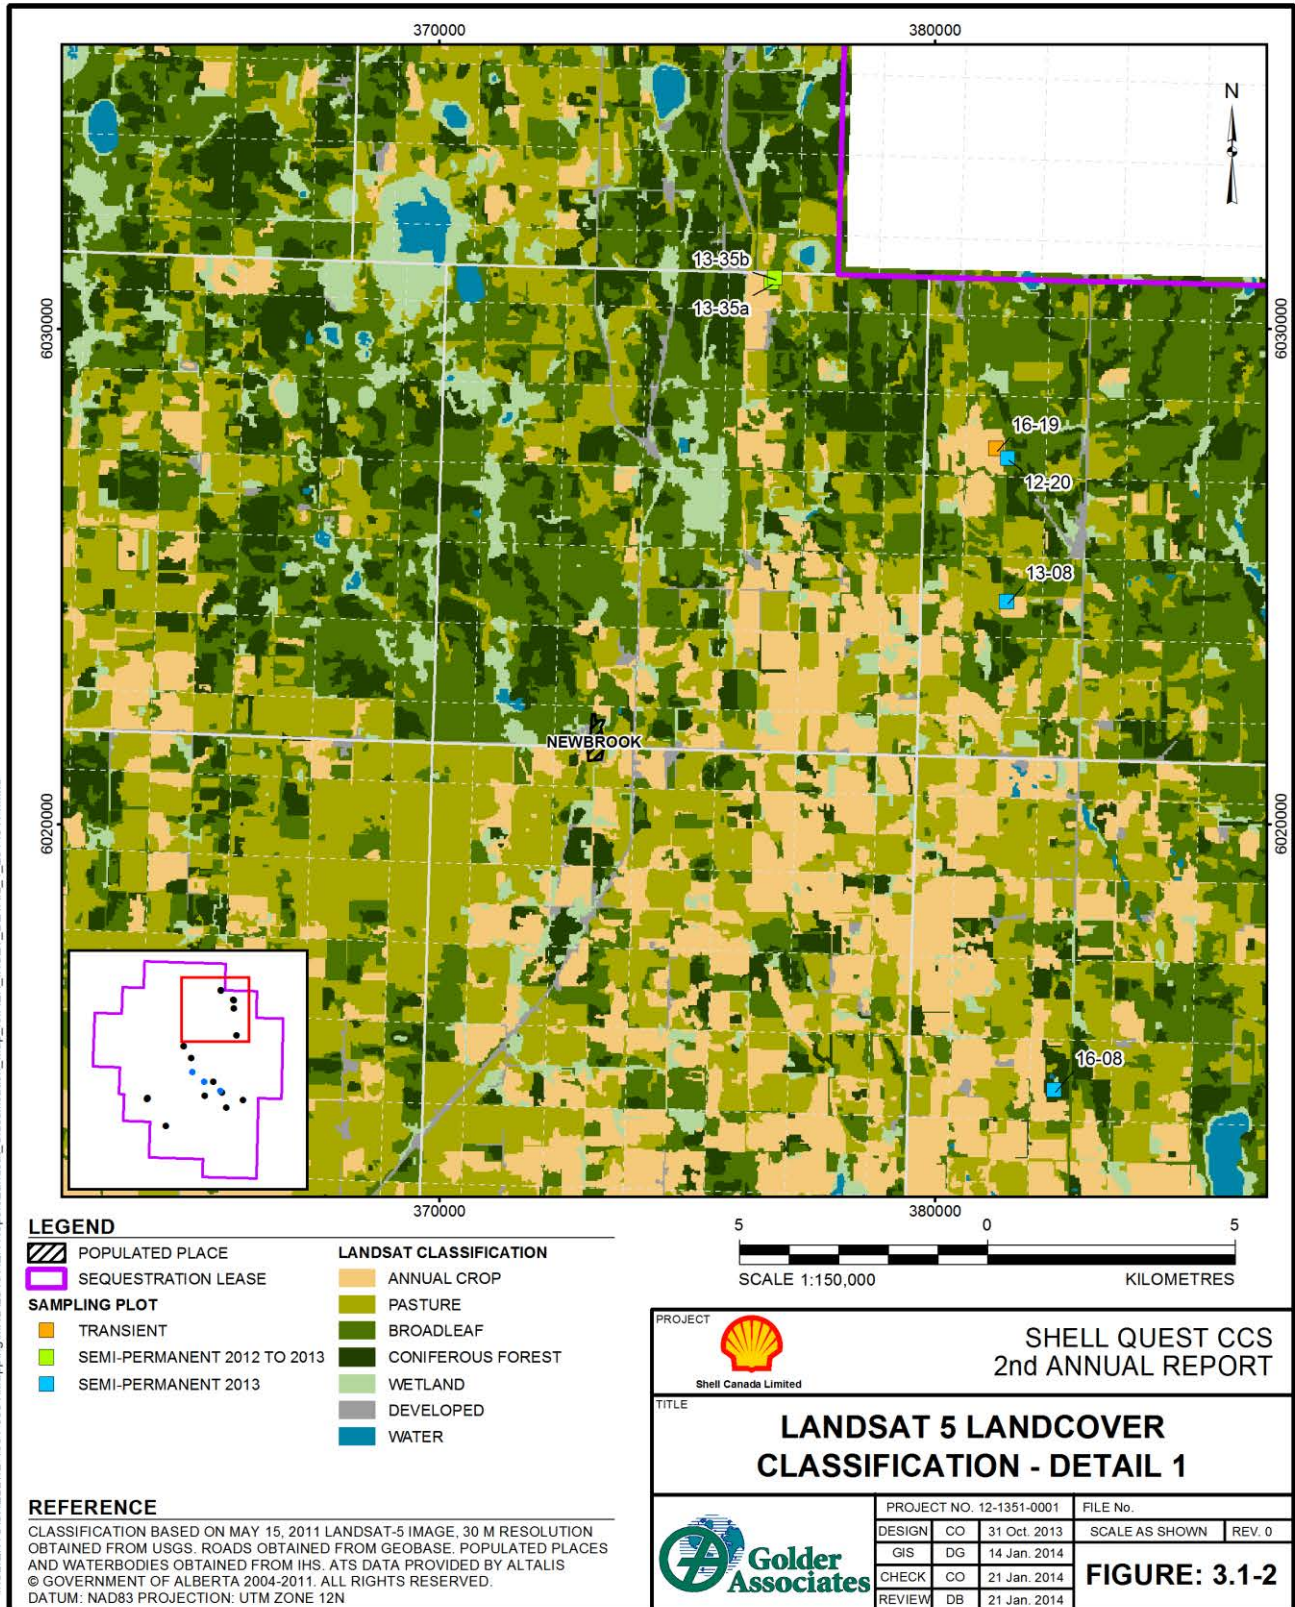 370000
380000
N
13-35b
13-35a
6030000
6030000
16-19
12-20
13-08
NEWBROOK
6020000
6020000
16-08
370000
380000
LEGEND
POPULATED PLACE
SEQUESTRATION LEASE
SAMPLING PLOT
TRANSIENT
SEMI-PERMANENT 2012 TO 2013
SEMI-PERMANENT 2013
LANDSAT CLASSIFICATION
ANNUAL CROP
PASTURE
BROADLEAF
CONIFEROUS FOREST
WETLAND
DEVELOPED
WATER
5 0 5
SCALE 1:150,000 KILOMETRES
REFERENCE
CLASSIFICATION BASED ON MAY 15, 2011 LANDSAT-5 IMAGE, 30 M RESOLUTION
OBTAINED FROM USGS. ROADS OBTAINED FROM GEOBASE. POPULATED PLACES
AND WATERBODIES OBTAINED FROM IHS. ATS DATA PROVIDED BY ALTALIS
© GOVERNMENT OF ALBERTA 2004-2011. ALL RIGHTS RESERVED.
DATUM: NAD83 PROJECTION: UTM ZONE 12N
PROJECT
Shell Canada Limited
SHELL QUEST CCS
2nd ANNUAL REPORT
TITLE
LANDSAT 5 LANDCOVER
CLASSIFICATION - DETAIL 1
Golder
Associates
PROJECT NO. 12-1351-0001 FILE No.
DESIGN CO 31 Oct. 2013 SCALE AS SHOWN REV. 0
GIS DG 14 Jan. 2014
CHECK CO 21 Jan. 2014
REVIEW DB 21 Jan. 2014
FIGURE: 3.1-2